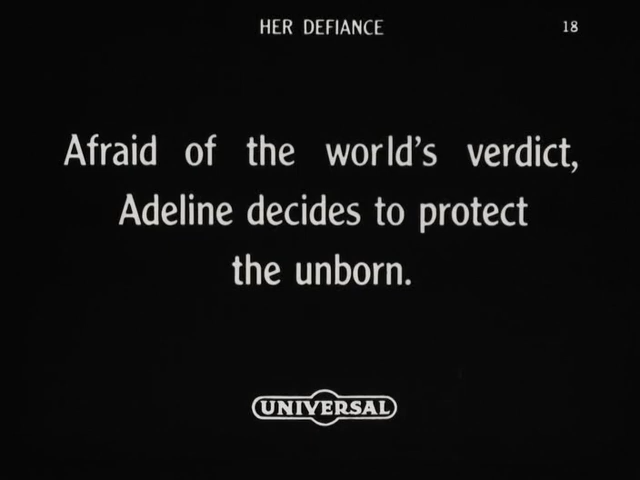 HER DEFIANCE 18
Afraid of the world's verdict,
Adeline decides to protect
the unborn.
UNIVERSAL